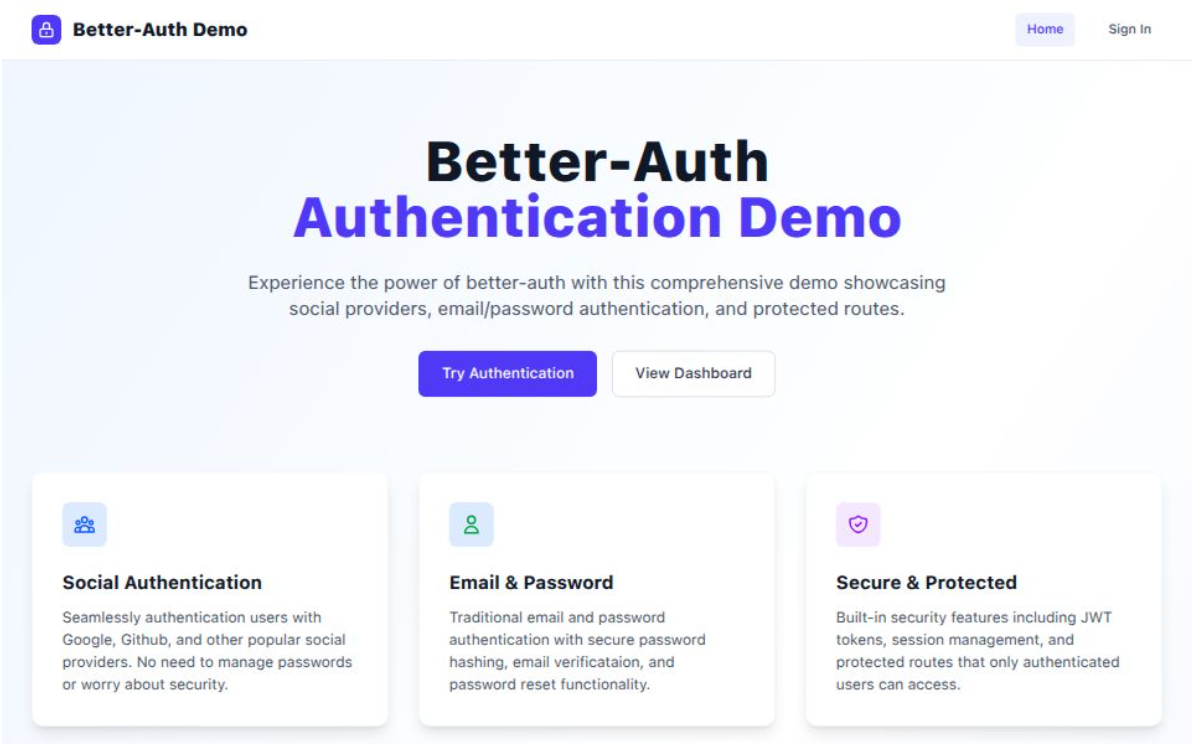 Better-Auth Demo
Home
Sign In
Better-Auth
Authentication Demo
Experience the power of better-auth with this comprehensive demo showcasing
social providers, email/password authentication, and protected routes.
Try Authentication
View Dashboard
Social Authentication
Seamlessly authentication users with
Google, Github, and other popular social
providers. No need to manage passwords
or worry about security.
Email & Password
Traditional email and password
authentication with secure password
hashing, email verificataion, and
password reset functionality.
Secure & Protected
Built-in security features including JWT
tokens, session management, and
protected routes that only authenticated
users can access.